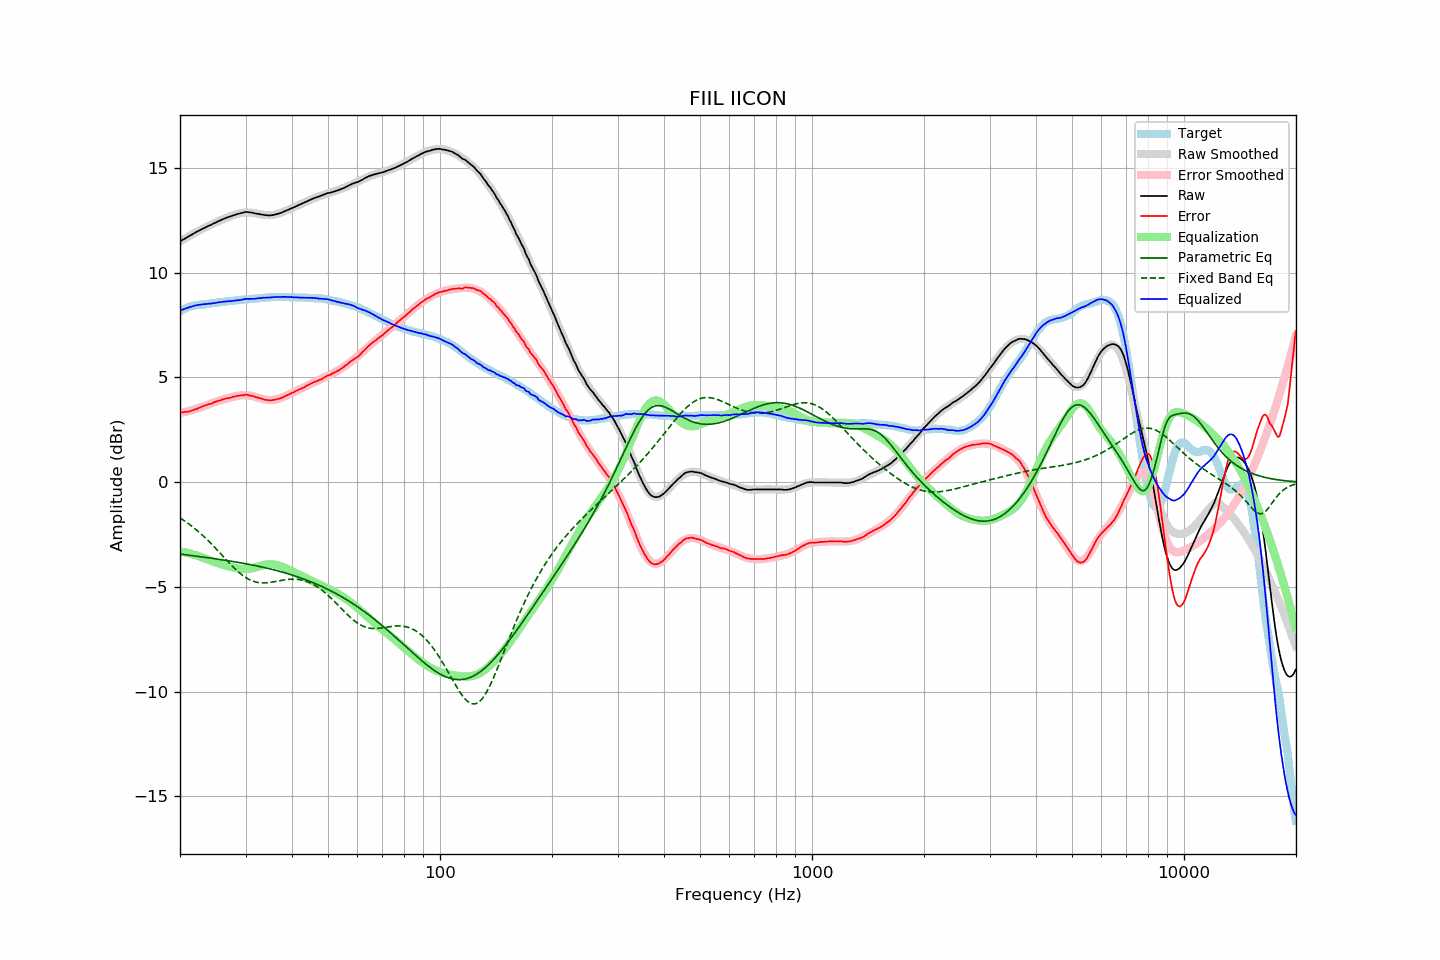 FIIL IICON
Target
Raw Smoothed
Error Smoothed
Raw
Error
Equalization
Parametric Eq
Fixed Band Eq
Equalized
15
10
5
0
−5
−10
−15
Amplitude (dBr)
100
1000
10000
Frequency (Hz)